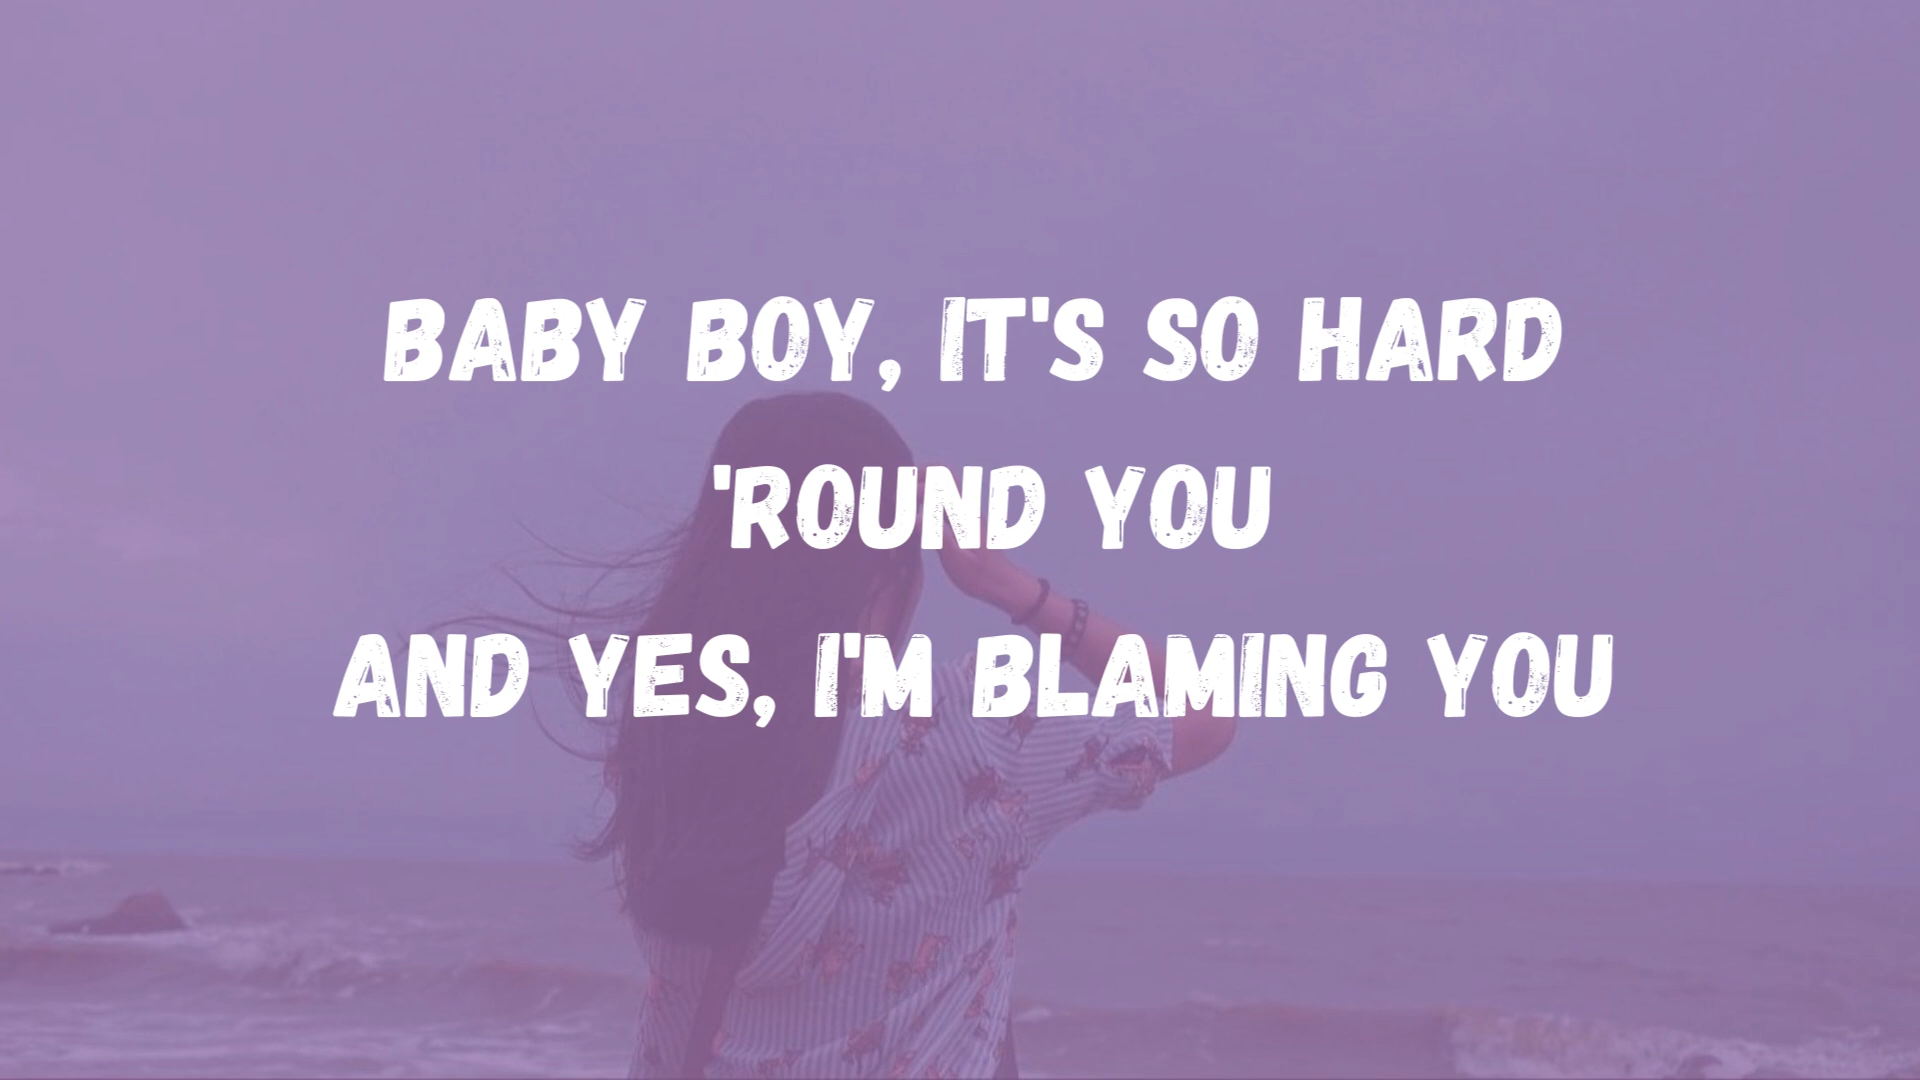 BABY BOY, IT'S SO HARD
'ROUND YOU
AND YES, I'M BLAMING YOU